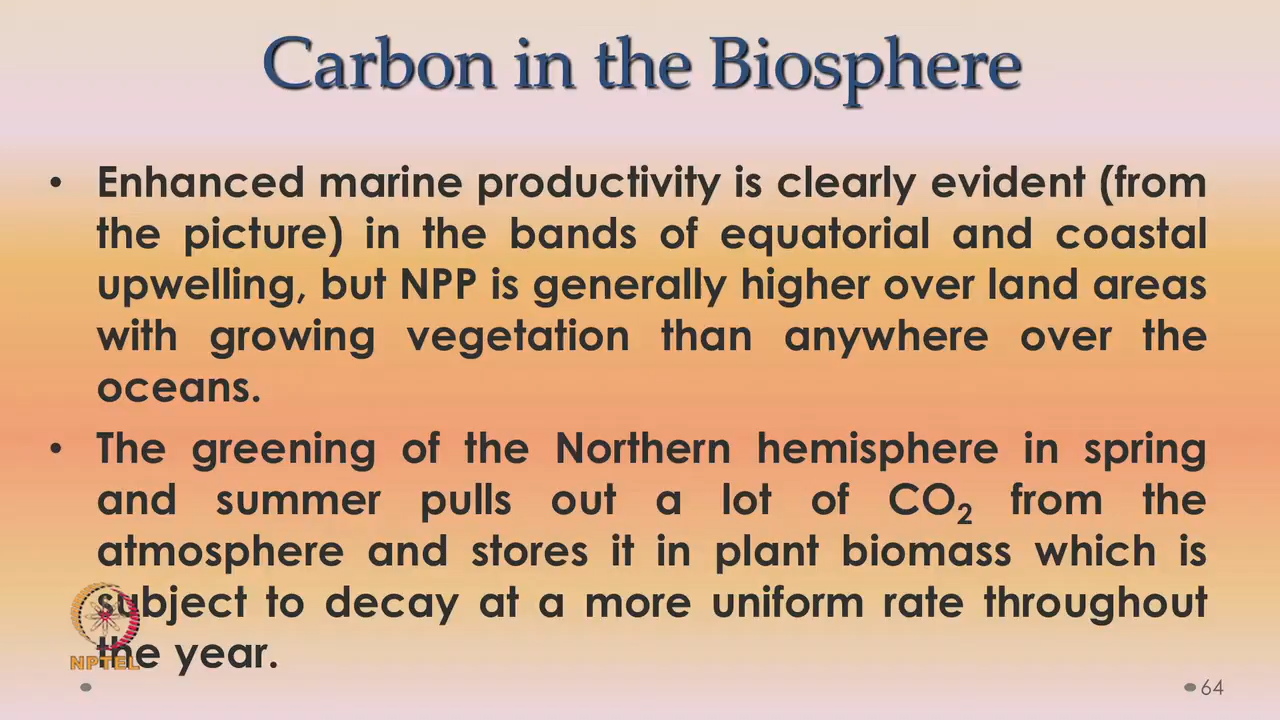 Carbon in the Biosphere
• Enhanced marine productivity is clearly evident (from
the picture) in the bands of equatorial and coastal
upwelling, but NPP is generally higher over land areas
with growing vegetation than anywhere over the
oceans.
• The greening of the Northern hemisphere in spring
and summer pulls out a lot of CO₂ from the
atmosphere and stores it in plant biomass which is
subject to decay at a more uniform rate throughout
the year.
NPTEL
64